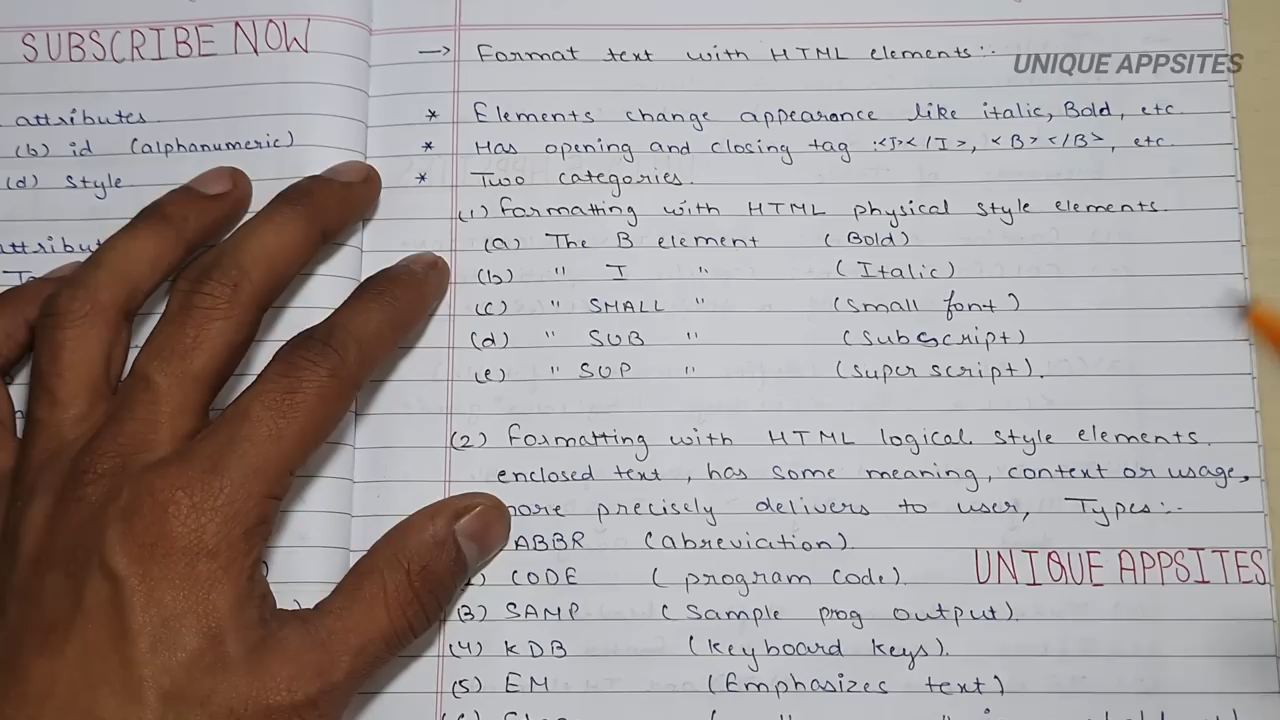 SUBSCRIBE NOW
attributes
(b) id (alphanumeric)
(d) Style
attribu
→ Format text with HTML elements:-
UNIQUE APPSITES
* Elements change appearance like italic, Bold, etc.
* Has opening and closing tag :<I></I>, <B></B>, etc.
* Two categories.
(1) Formatting with HTML physical style elements.
(a) The B element (Bold)
(b) " I " (Italic)
(c) " SMALL " (Small font)
(d) " SUB " (Subscript)
(e) " SUP " (Super script).
(2) Formatting with HTML logical style elements.
enclosed text, has some meaning, context or usage,
more precisely delivers to user, Types:-
ABBR (abreviation).
CODE (program code)
UNIQUE APPSITES
(3) SAMP (Sample prog output).
(4) KDB (Keyboard keys).
(5) EM (Emphasizes text)